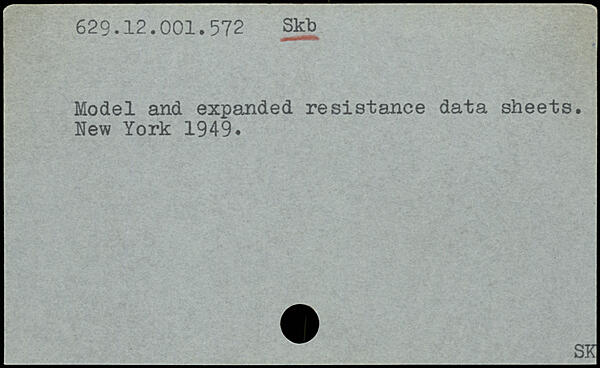 629.12.001.572 Skb
Model and expanded resistance data sheets.
New York 1949.
SK